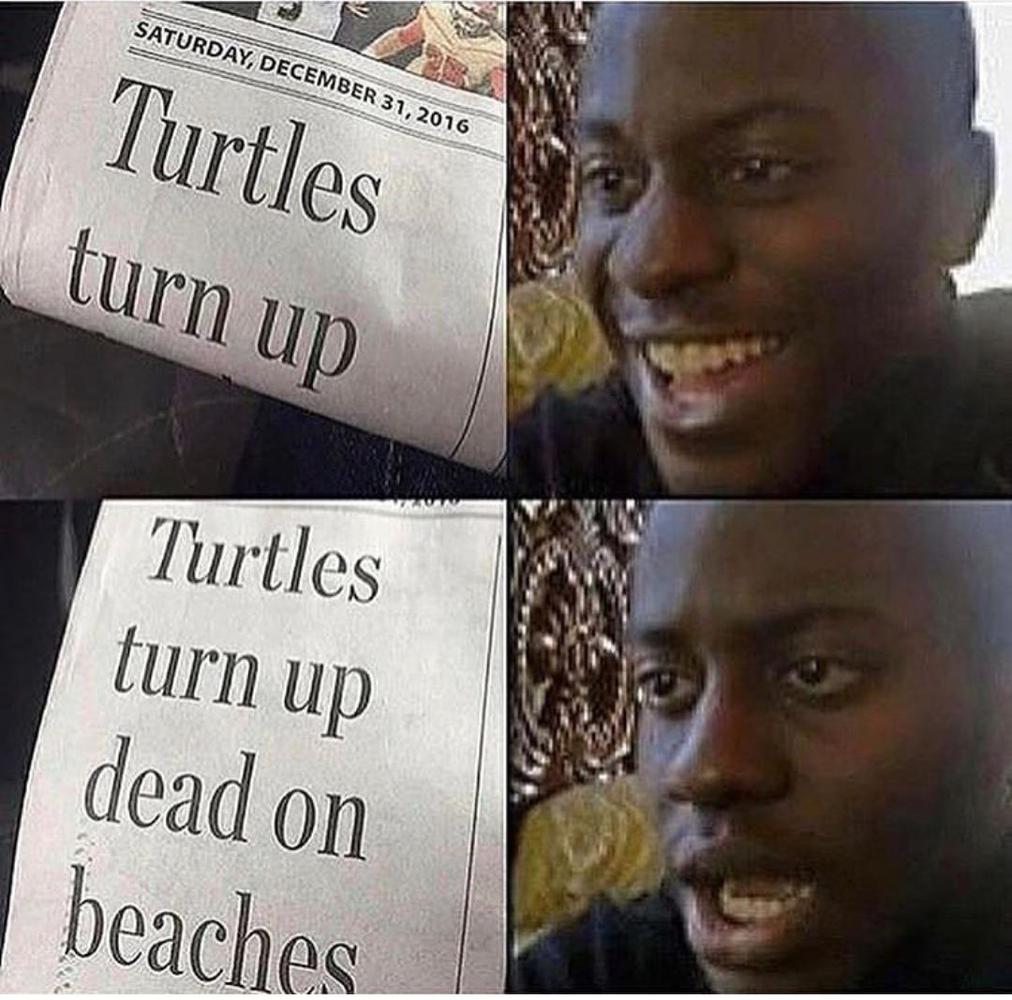 SATURDAY, DECEMBER 31, 2016
Turtles
turn up
Turtles
turn up
dead on
beaches